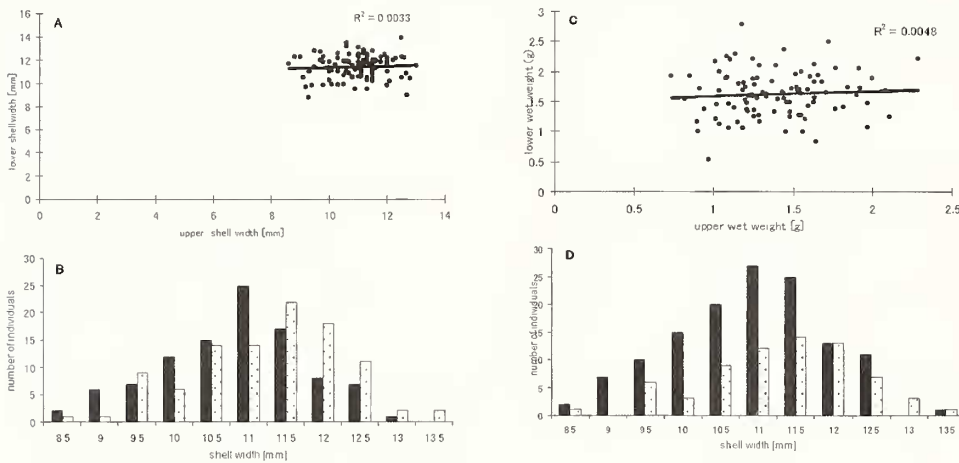 A
R² = 0.0033
lower shell width [mm]
16
14
12
10
8
6
4
2
0
0 2 4 6 8 10 12 14
upper shell width [mm]
C
R² = 0.0048
lower wet weight (g)
3
2.5
2
1.5
1
0.5
0
0 0.5 1 1.5 2 2.5
upper wet weight [g]
B
number of individuals
30
25
20
15
10
5
0
8.5 9 9.5 10 10.5 11 11.5 12 12.5 13 13.5
shell width [mm]
D
number of individuals
30
25
20
15
10
5
0
8.5 9 9.5 10 10.5 11 11.5 12 12.5 13 13.5
shell width [mm]